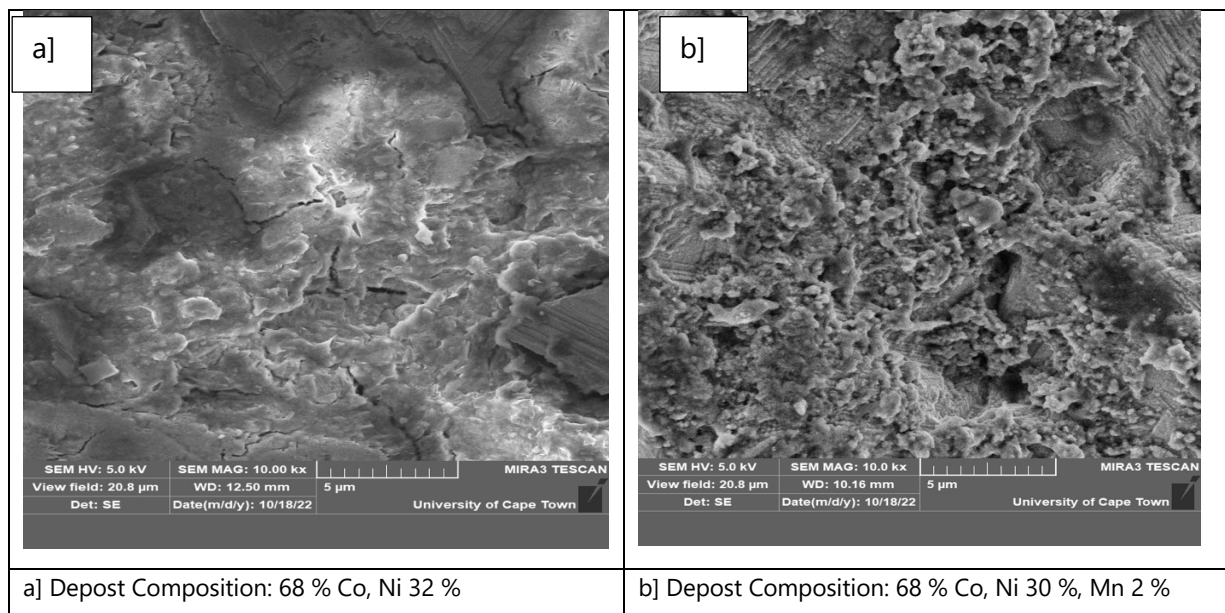 a]
SEM HV: 5.0 kV SEM MAG: 10.00 kx MIRA3 TESCAN
View field: 20.8 µm WD: 12.50 mm 5 µm
Det: SE Date(m/d/y): 10/18/22 University of Cape Town
b]
SEM HV: 5.0 kV SEM MAG: 10.0 kx MIRA3 TESCAN
View field: 20.8 µm WD: 10.16 mm 5 µm
Det: SE Date(m/d/y): 10/18/22 University of Cape Town
a] Depost Composition: 68 % Co, Ni 32 %
b] Depost Composition: 68 % Co, Ni 30 %, Mn 2 %